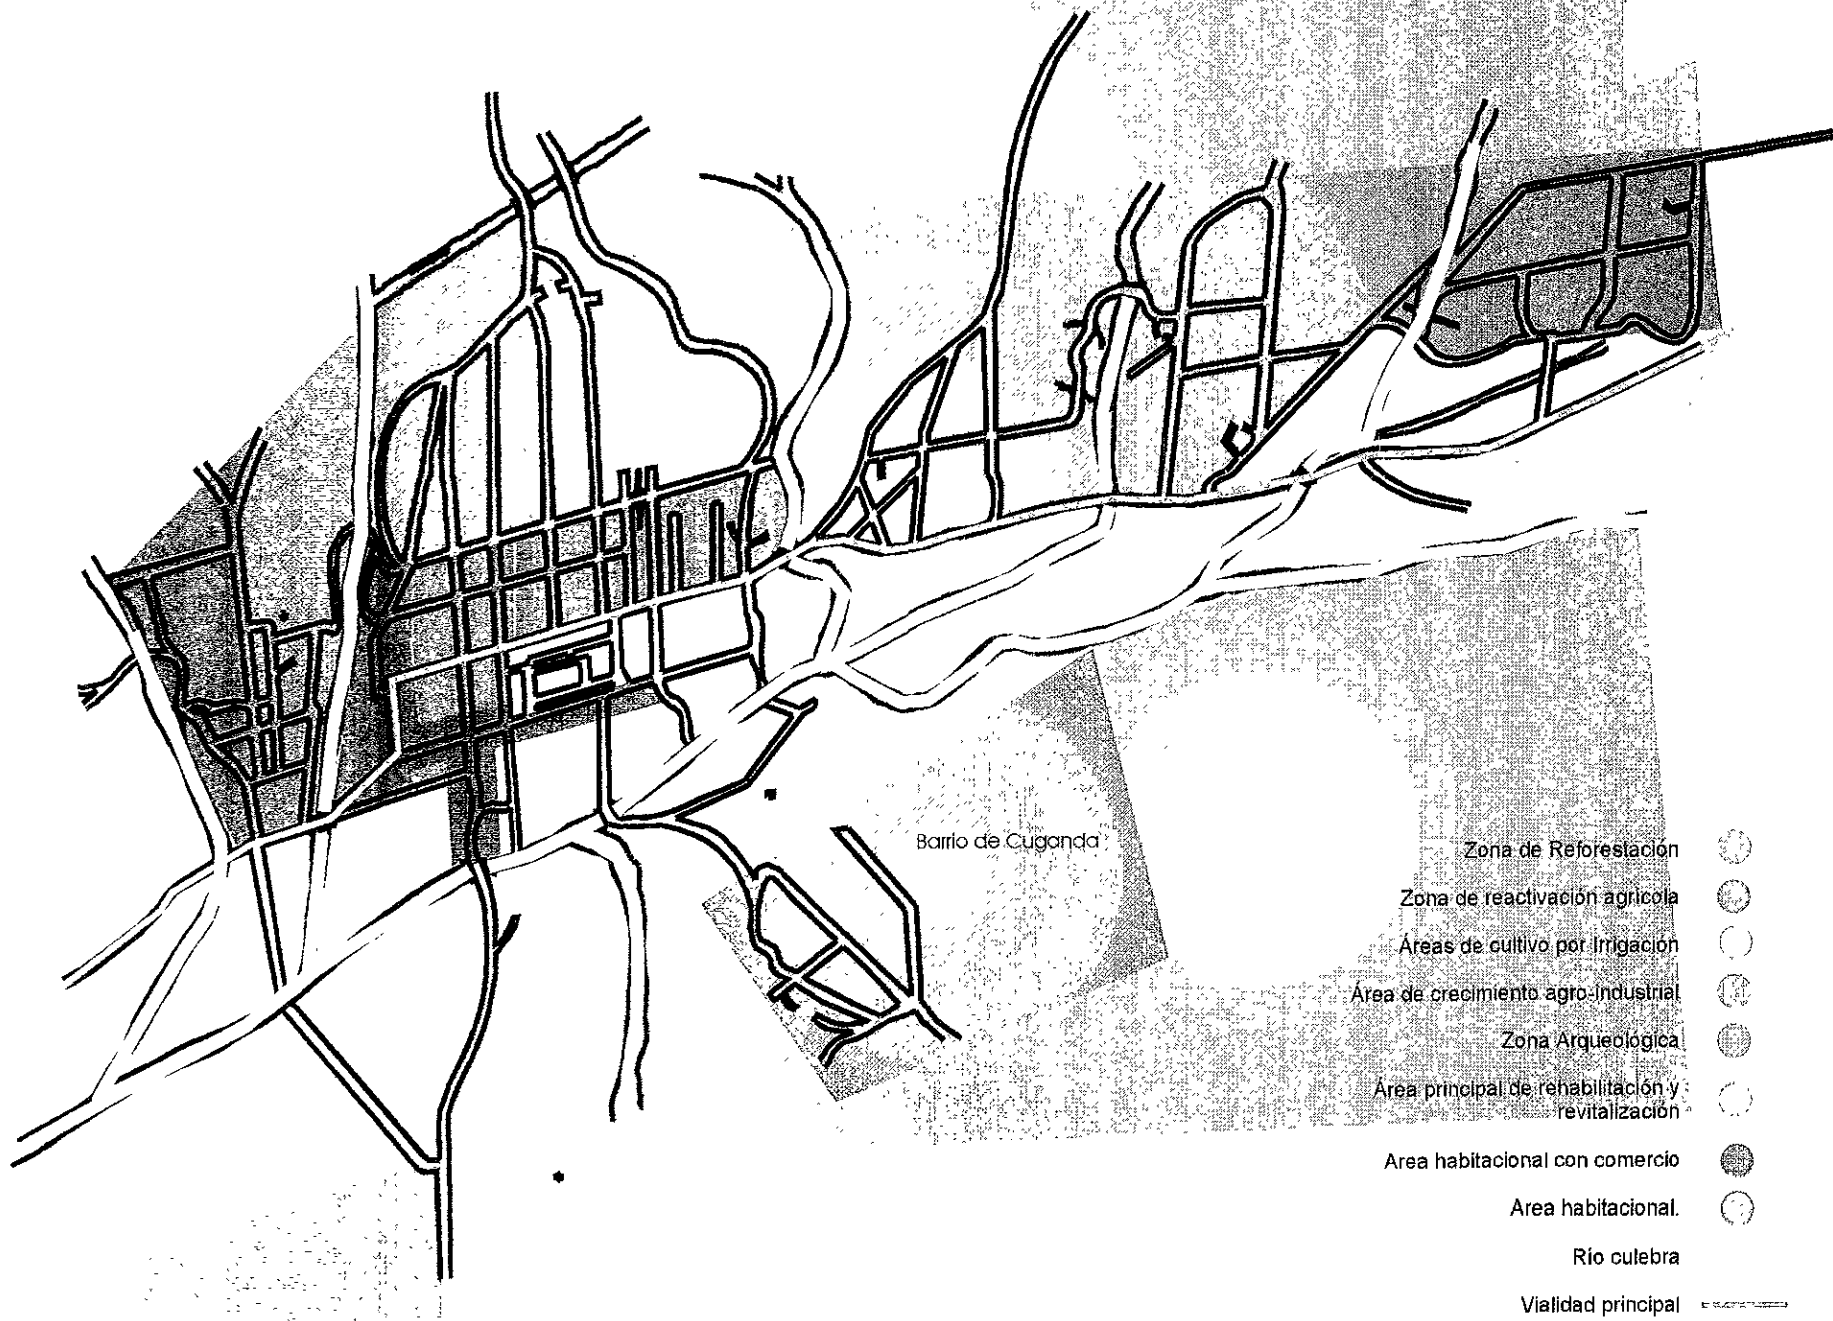 Barrio de Cuganda
Zona de Reforestación
Zona de reactivación agrícola
Áreas de cultivo por Irrigación
Área de crecimiento agro-Industrial
Zona Arqueológica
Área principal de rehabilitación y
revitalización
Area habitacional con comercio
Area habitacional.
Río culebra
Vialidad principal